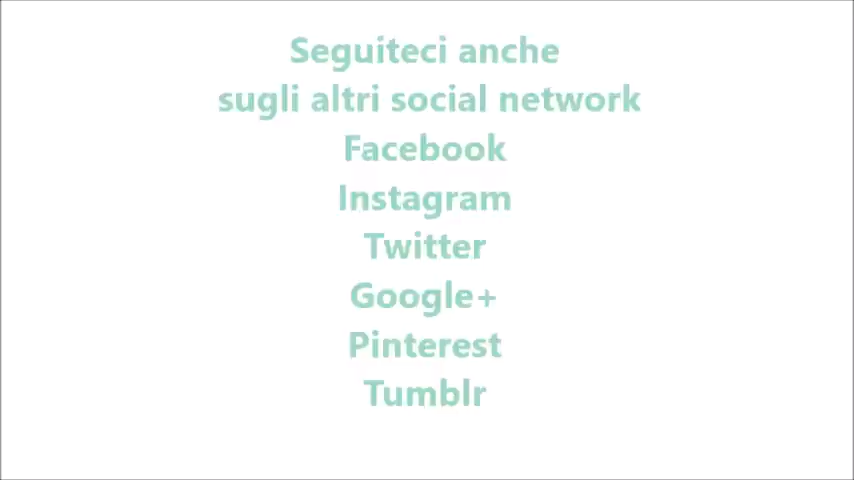 Seguiteci anche
sugli altri social network
Facebook
Instagram
Twitter
Google+
Pinterest
Tumblr